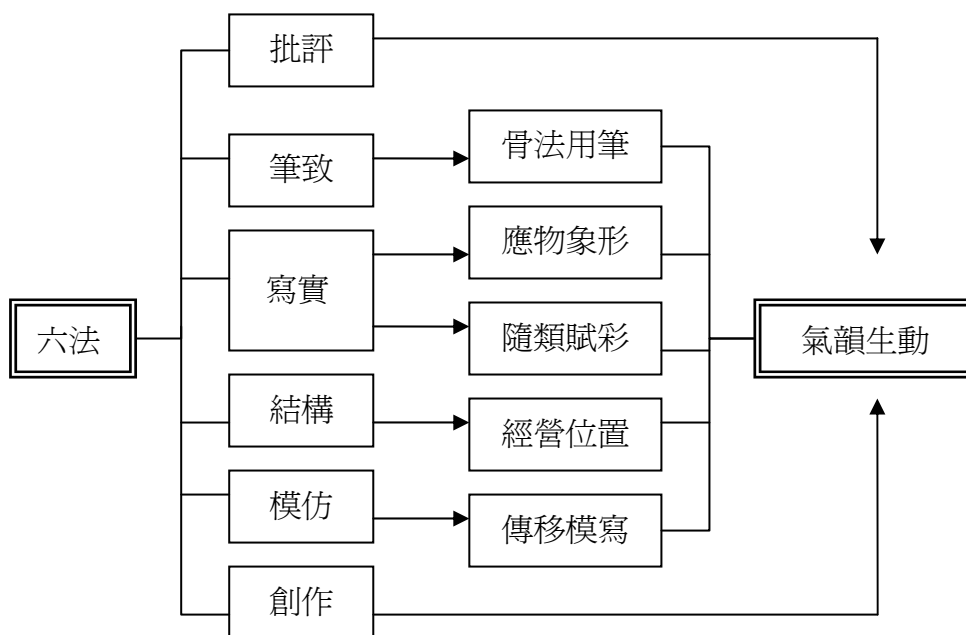 批評
筆致
骨法用筆
應物象形
寫實
六法
隨類賦彩
氣韻生動
結構
經營位置
模仿
傳移模寫
創作